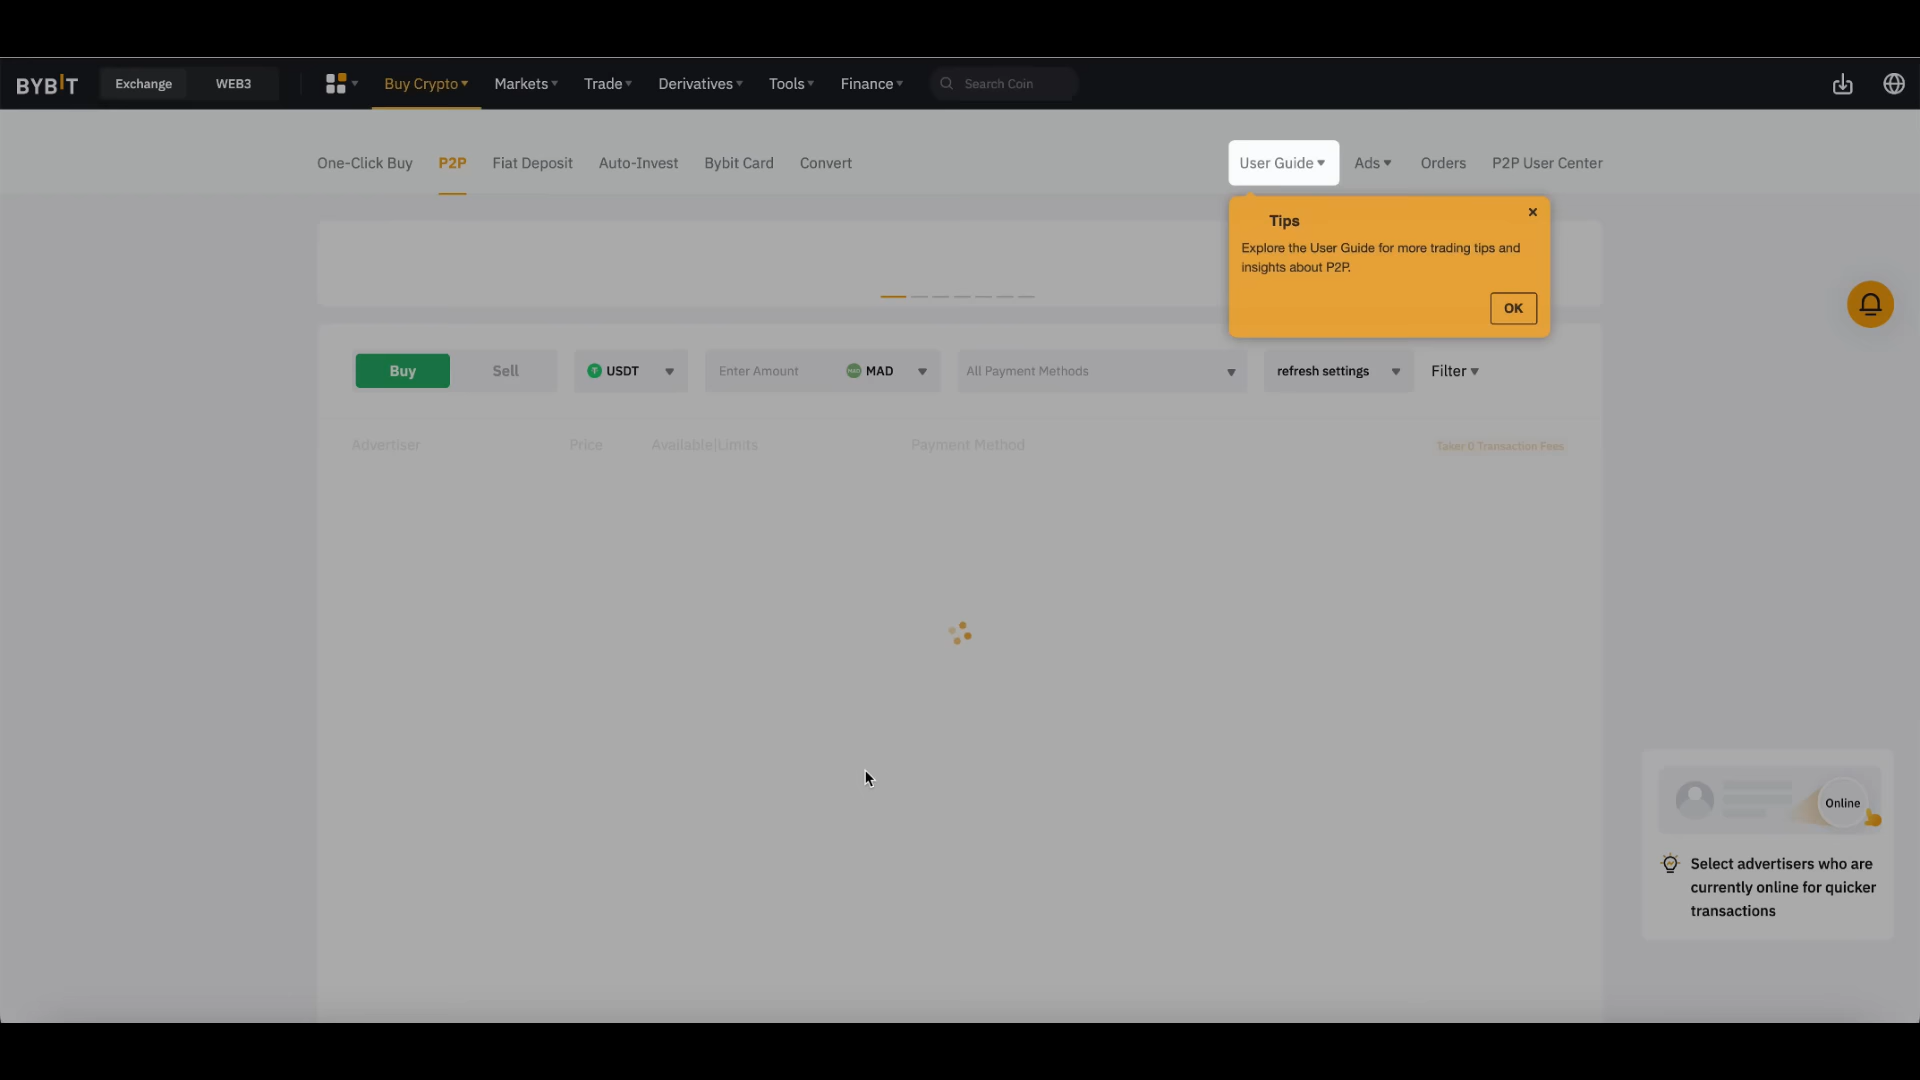 BYBIT Exchange WEB3 Buy Crypto Markets Trade Derivatives Tools Finance Search Coin
One-Click Buy P2P Fiat Deposit Auto-Invest Bybit Card Convert User Guide Ads Orders P2P User Center
Tips
Explore the User Guide for more trading tips and
insights about P2P.
OK
Buy Sell USDT Enter Amount MAD All Payment Methods refresh settings Filter
Advertiser Price Available|Limits Payment Method Taker 0 Transaction Fees
Online
Select advertisers who are
currently online for quicker
transactions